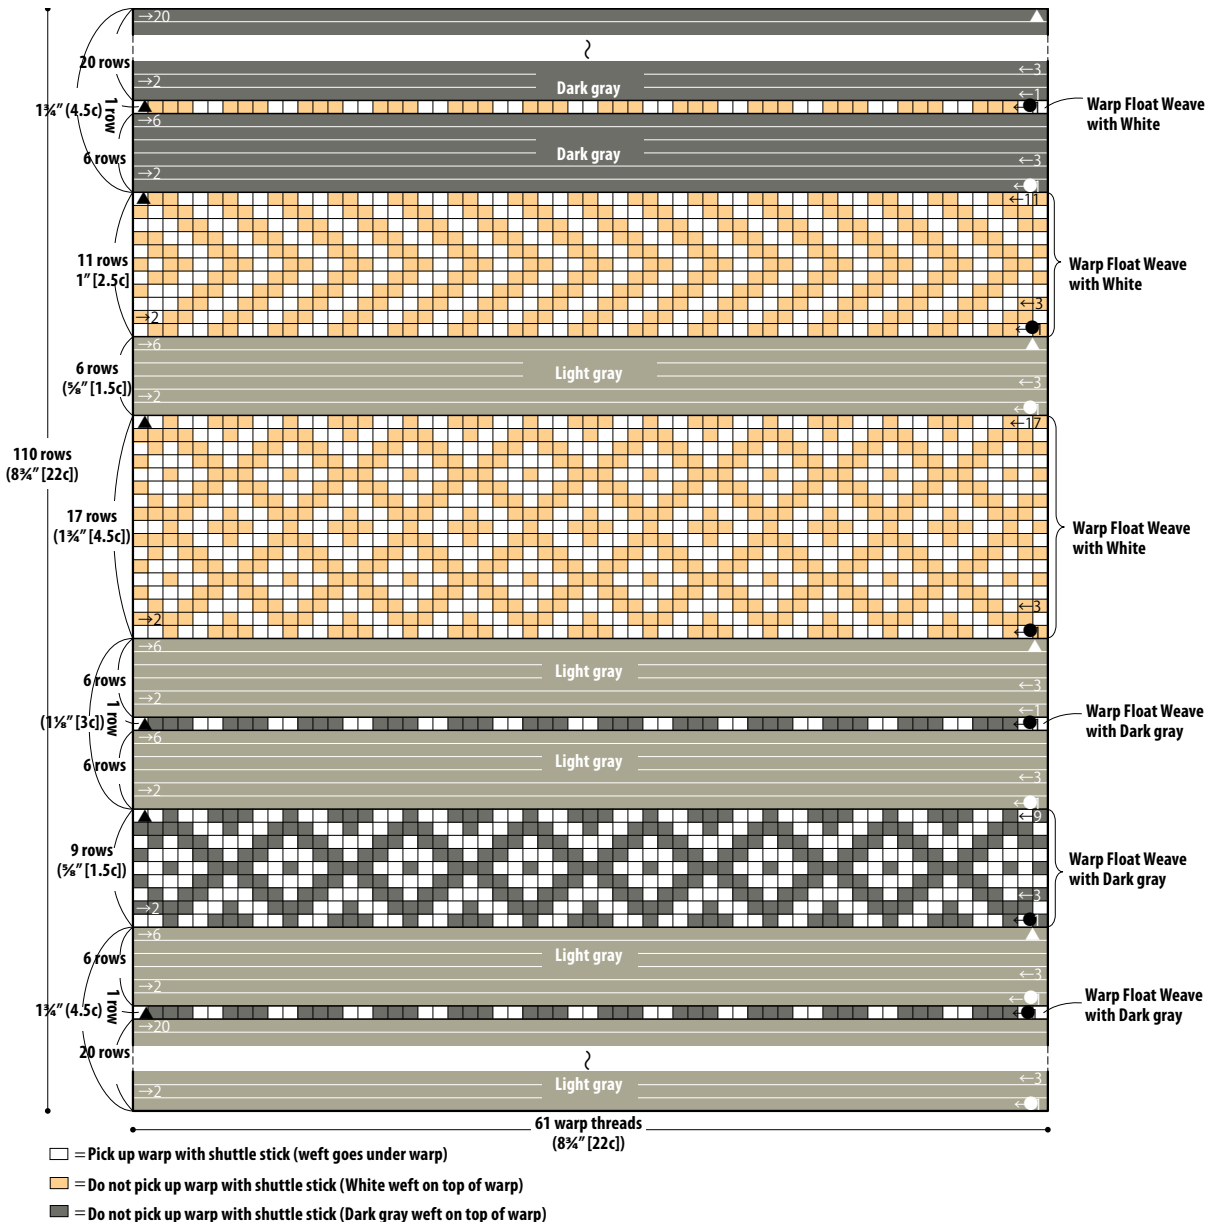 →20
20 rows
←3
→2
Dark gray
←1
1¾″ (4.5c)
1 row
←1
Warp Float Weave
with White
→6
6 rows
Dark gray
←3
→2
←1
←11
11 rows
1″ [2.5c]
Warp Float Weave
with White
←3
→2
←1
→6
6 rows
(⅝″ [1.5c])
Light gray
←3
→2
←1
←17
110 rows
(8¾″ [22c])
17 rows
(1¾″ [4.5c])
Warp Float Weave
with White
←3
→2
←1
→6
6 rows
Light gray
←3
→2
←1
(1⅛″ [3c])
1 row
←1
Warp Float Weave
with Dark gray
→6
6 rows
Light gray
←3
→2
←1
←9
9 rows
(⅝″ [1.5c])
Warp Float Weave
with Dark gray
←3
→2
←1
→6
6 rows
Light gray
←3
→2
←1
1¾″ (4.5c)
1 row
←1
Warp Float Weave
with Dark gray
→20
20 rows
Light gray
←3
→2
←1
61 warp threads
(8¾″ [22c])
= Pick up warp with shuttle stick (weft goes under warp)
= Do not pick up warp with shuttle stick (White weft on top of warp)
= Do not pick up warp with shuttle stick (Dark gray weft on top of warp)